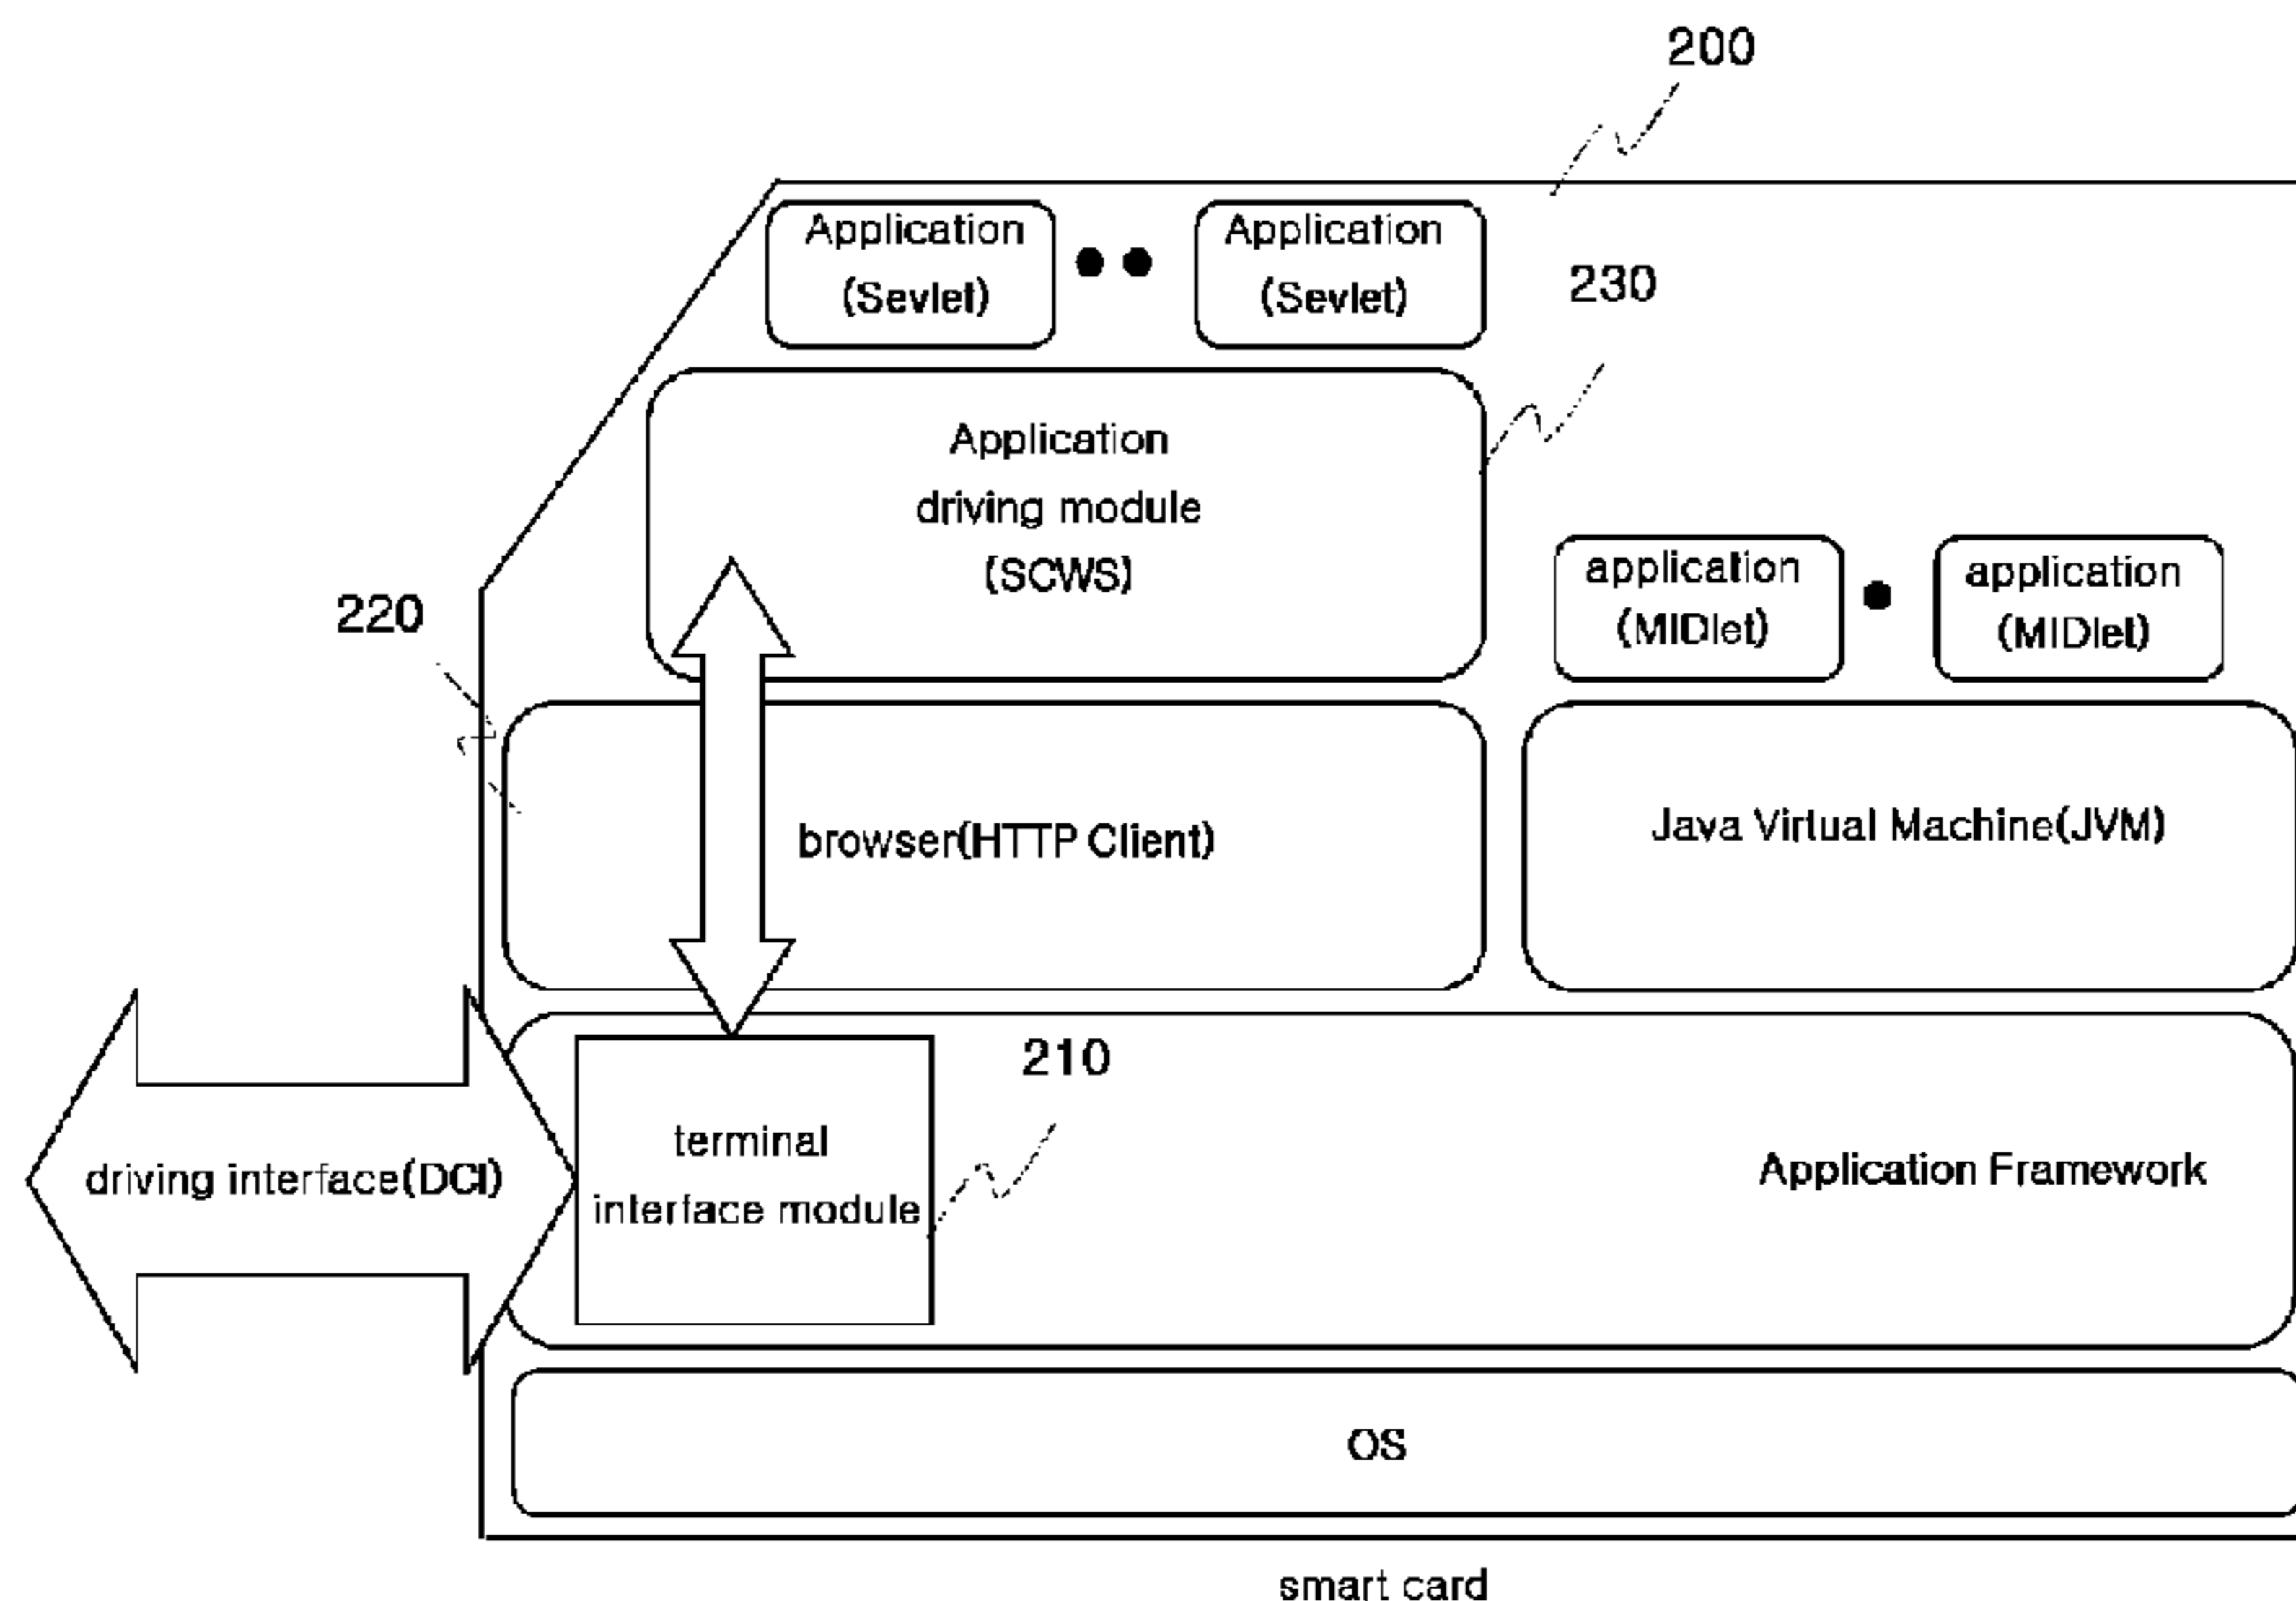 200
Application
(Sevlet)
Application
(Sevlet)
230
Application
driving module
(SCWS)
application
(MIDlet)
application
(MIDlet)
220
browser(HTTP Client)
Java Virtual Machine(JVM)
210
terminal
interface module
driving interface(DCI)
Application Framework
OS
smart card